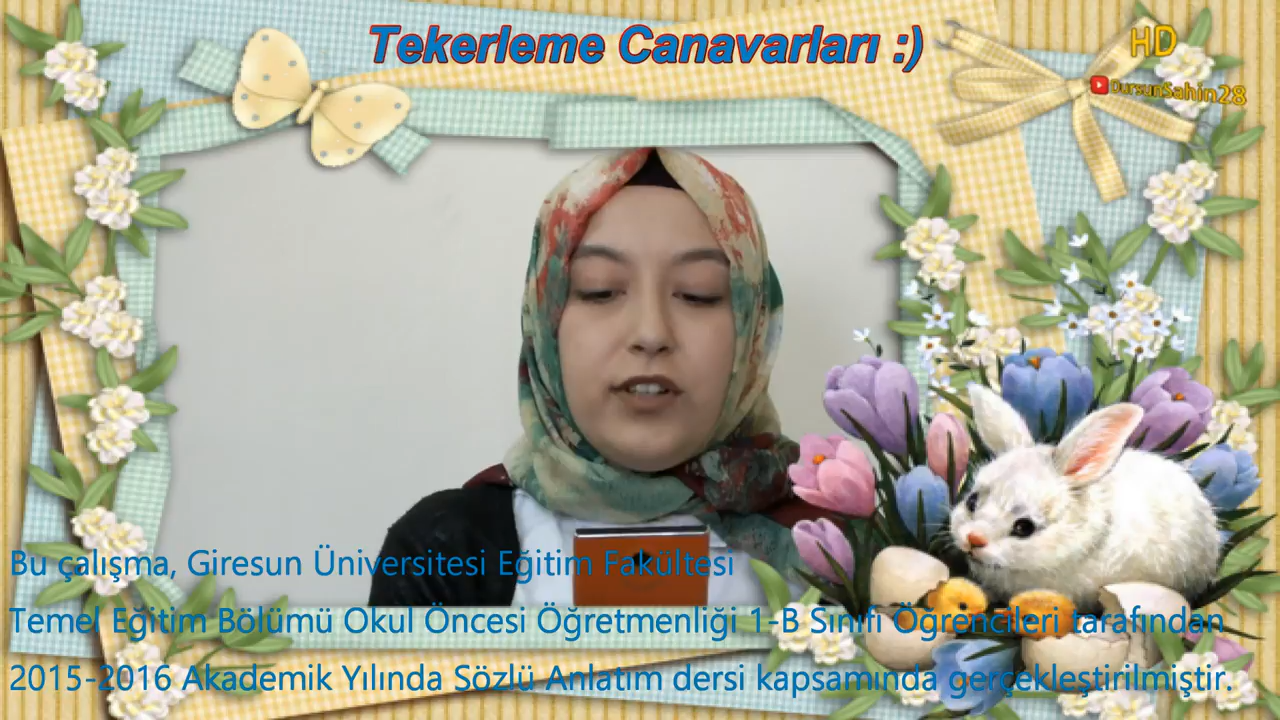 Tekerleme Canavarları :)
HD
DursunSahin28
Bu çalışma, Giresun Üniversitesi Eğitim Fakültesi
Temel Eğitim Bölümü Okul Öncesi Öğretmenliği 1-B Sınıfı Öğrencileri tarafından
2015-2016 Akademik Yılında Sözlü Anlatım dersi kapsamında gerçekleştirilmiştir.